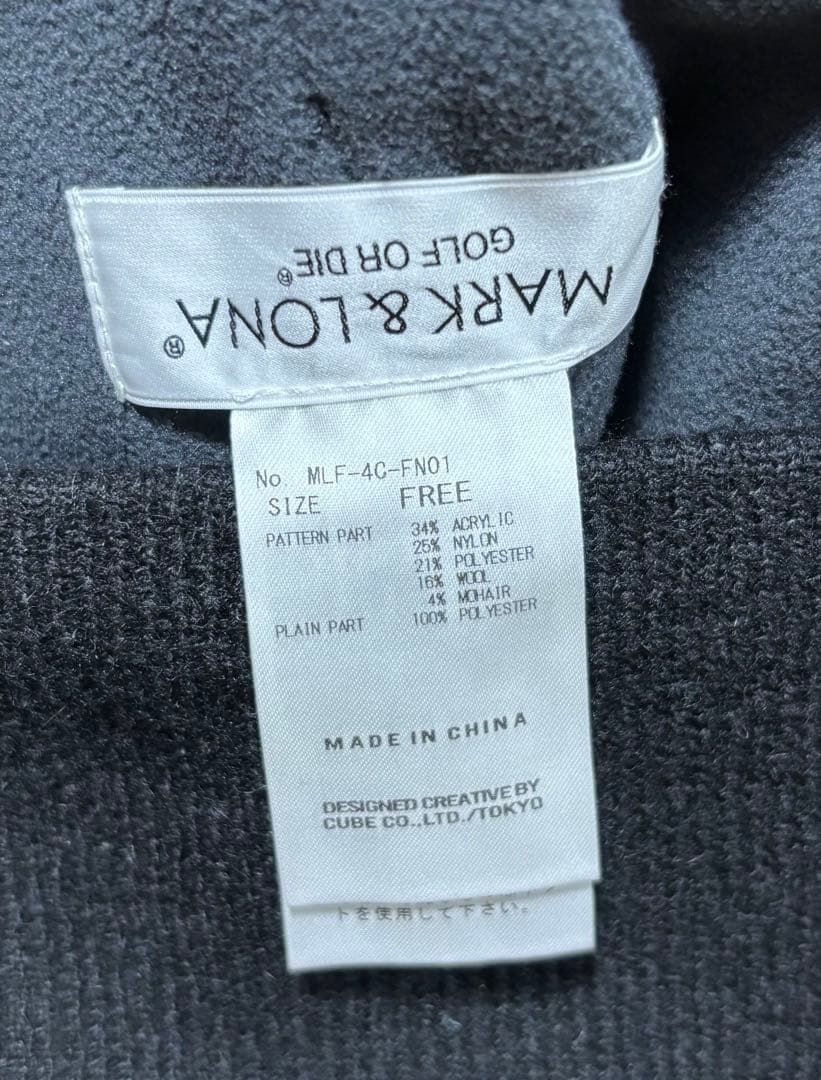 MARK & LONA®
GOLF OR DIE®
No. MLF-4C-FN01
SIZE FREE
PATTERN PART 34% ACRYLIC
25% NYLON
21% POLYESTER
16% WOOL
4% MOHAIR
PLAIN PART 100% POLYESTER
MADE IN CHINA
DESIGNED CREATIVE BY
CUBE CO.,LTD./TOKYO
トを使用して下さい。